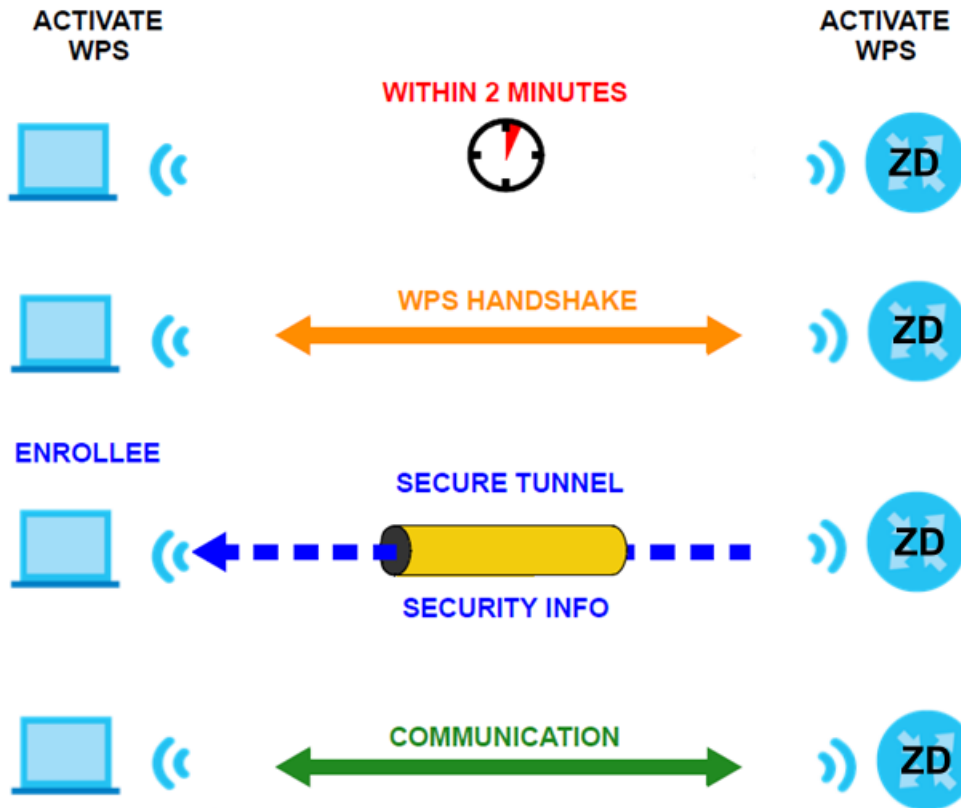 ACTIVATE
WPS
ACTIVATE
WPS
WITHIN 2 MINUTES
ZD
WPS HANDSHAKE
ZD
ENROLLEE
SECURE TUNNEL
ZD
SECURITY INFO
COMMUNICATION
ZD